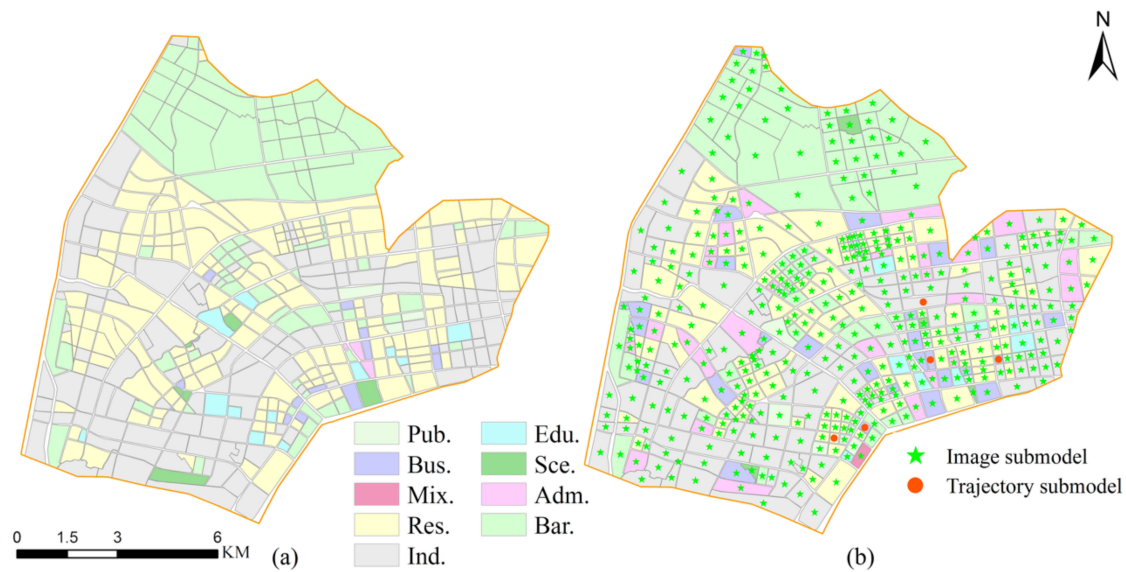 N
Pub.
Edu.
Bus.
Sce.
Mix.
Adm.
Res.
Bar.
Ind.
Image submodel
Trajectory submodel
0 1.5 3 6 KM
(a)
(b)